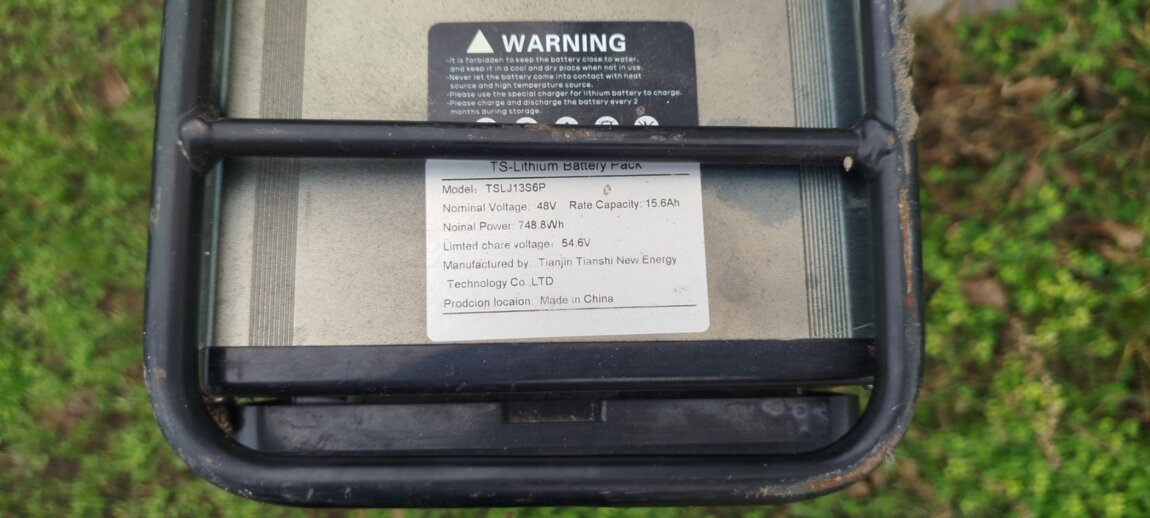 WARNING
·It is forbidden to keep the battery close to water,
and keep it in a cool and dry place when not in use.
·Never let the battery come into contact with heat
source and high temperature source.
·Please use the special charger for lithium battery to charge.
·Please charge and discharge the battery every 2
months during storage.
TS-Lithium Battery Pack
Model: TSLJ13S6P
Nominal Voltage: 48V Rate Capacity: 15.6Ah
Noinal Power: 748.8Wh
Limted chare voltage: 54.6V
Manufactured by: Tianjin Tianshi New Energy
Technology Co .LTD
Prodcion locaion: Made in China